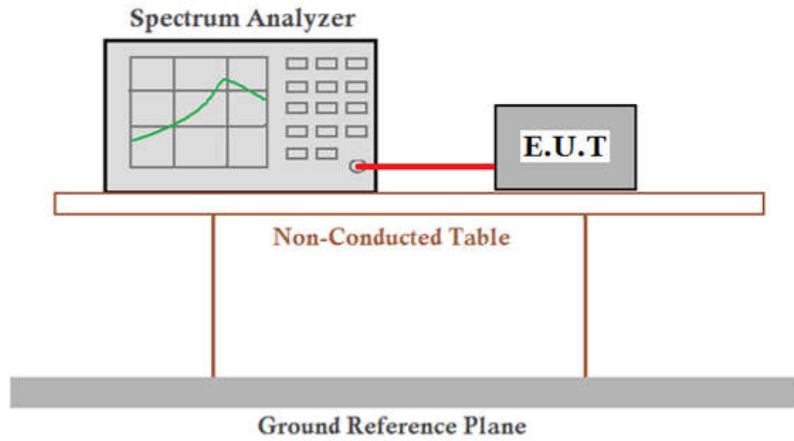 Spectrum Analyzer
E.U.T
Non-Conducted Table
Ground Reference Plane